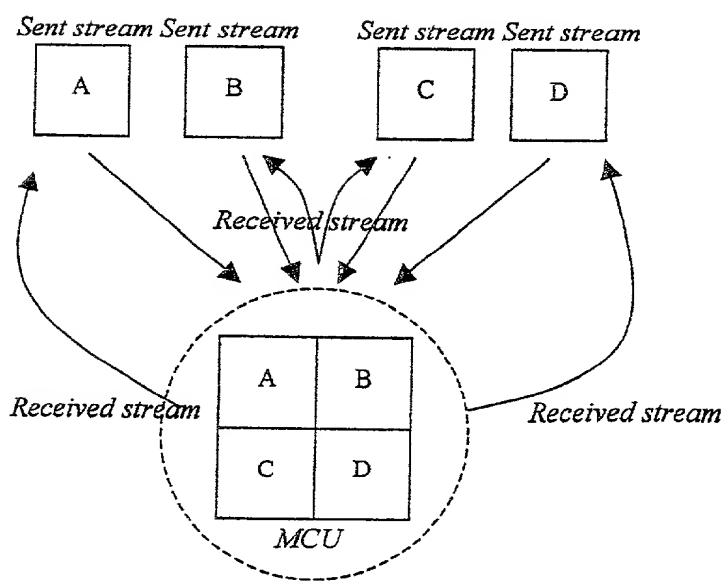 Sent stream Sent stream Sent stream Sent stream
A B C D
Received stream
A B
Received stream Received stream
C D
MCU